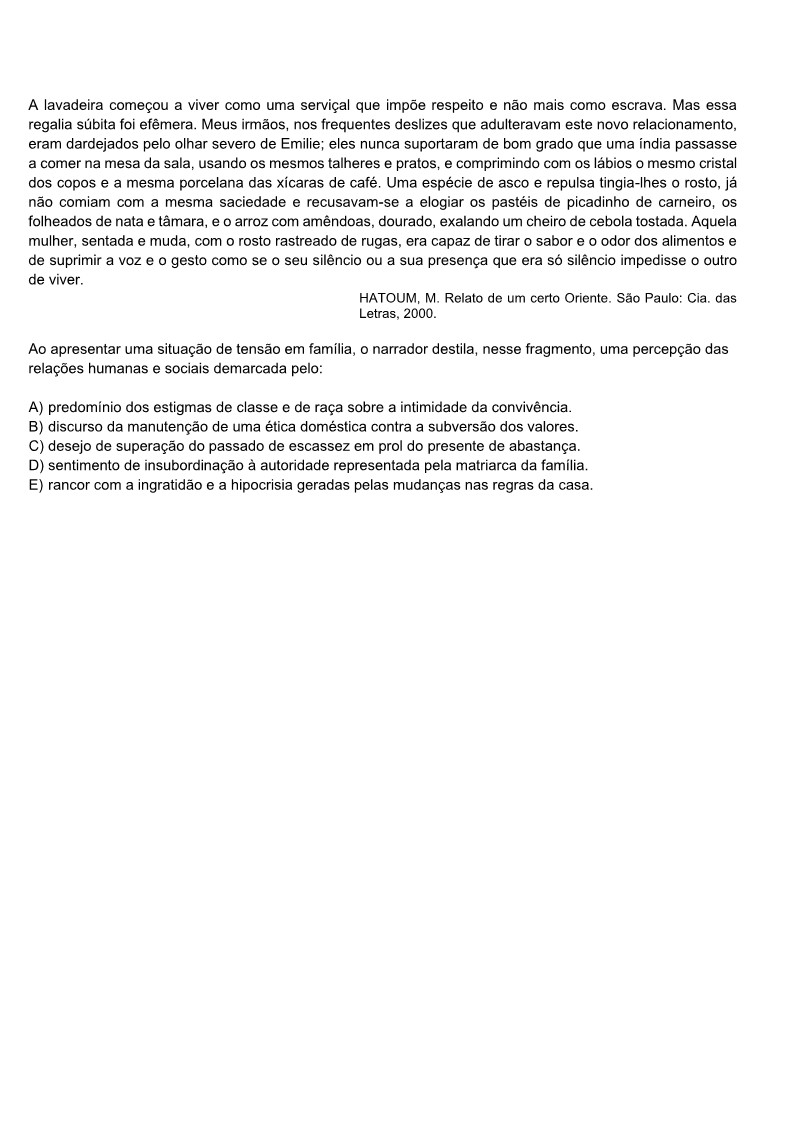 A lavadeira começou a viver como uma serviçal que impõe respeito e não mais como escrava. Mas essa
regalia súbita foi efêmera. Meus irmãos, nos frequentes deslizes que adulteravam este novo relacionamento,
eram dardejados pelo olhar severo de Emilie; eles nunca suportaram de bom grado que uma índia passasse
a comer na mesa da sala, usando os mesmos talheres e pratos, e comprimindo com os lábios o mesmo cristal
dos copos e a mesma porcelana das xícaras de café. Uma espécie de asco e repulsa tingia-lhes o rosto, já
não comiam com a mesma saciedade e recusavam-se a elogiar os pastéis de picadinho de carneiro, os
folheados de nata e tâmara, e o arroz com amêndoas, dourado, exalando um cheiro de cebola tostada. Aquela
mulher, sentada e muda, com o rosto rastreado de rugas, era capaz de tirar o sabor e o odor dos alimentos e
de suprimir a voz e o gesto como se o seu silêncio ou a sua presença que era só silêncio impedisse o outro
de viver.
HATOUM, M. Relato de um certo Oriente. São Paulo: Cia. das
Letras, 2000.
Ao apresentar uma situação de tensão em família, o narrador destila, nesse fragmento, uma percepção das
relações humanas e sociais demarcada pelo:
A) predomínio dos estigmas de classe e de raça sobre a intimidade da convivência.
B) discurso da manutenção de uma ética doméstica contra a subversão dos valores.
C) desejo de superação do passado de escassez em prol do presente de abastança.
D) sentimento de insubordinação à autoridade representada pela matriarca da família.
E) rancor com a ingratidão e a hipocrisia geradas pelas mudanças nas regras da casa.